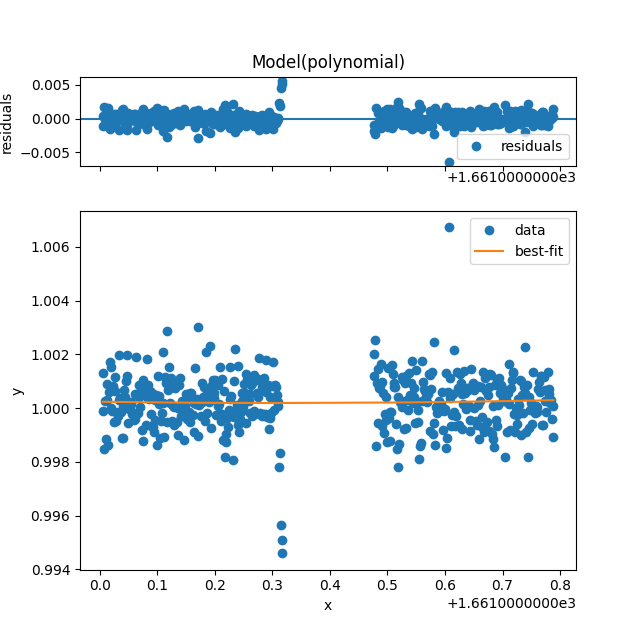 Model(polynomial)
residuals
0.005
0.000
−0.005
residuals
+1.6610000000e3
y
1.006
1.004
1.002
1.000
0.998
0.996
0.994
data
best-fit
0.0 0.1 0.2 0.3 0.4 0.5 0.6 0.7 0.8
x
+1.6610000000e3